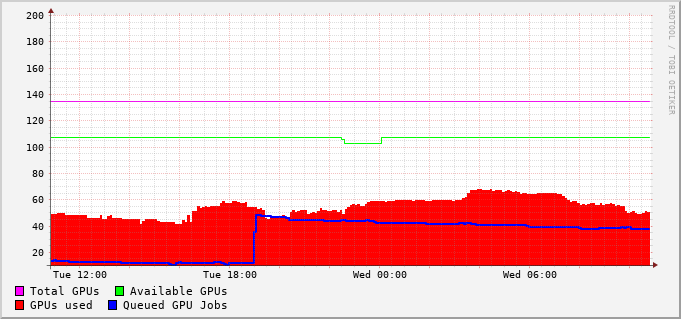 200
180
160
140
120
100
80
60
40
20
Tue 12:00 Tue 18:00 Wed 00:00 Wed 06:00
Total GPUs Available GPUs
GPUs used Queued GPU Jobs
RRDTOOL / TOBI OETIKER